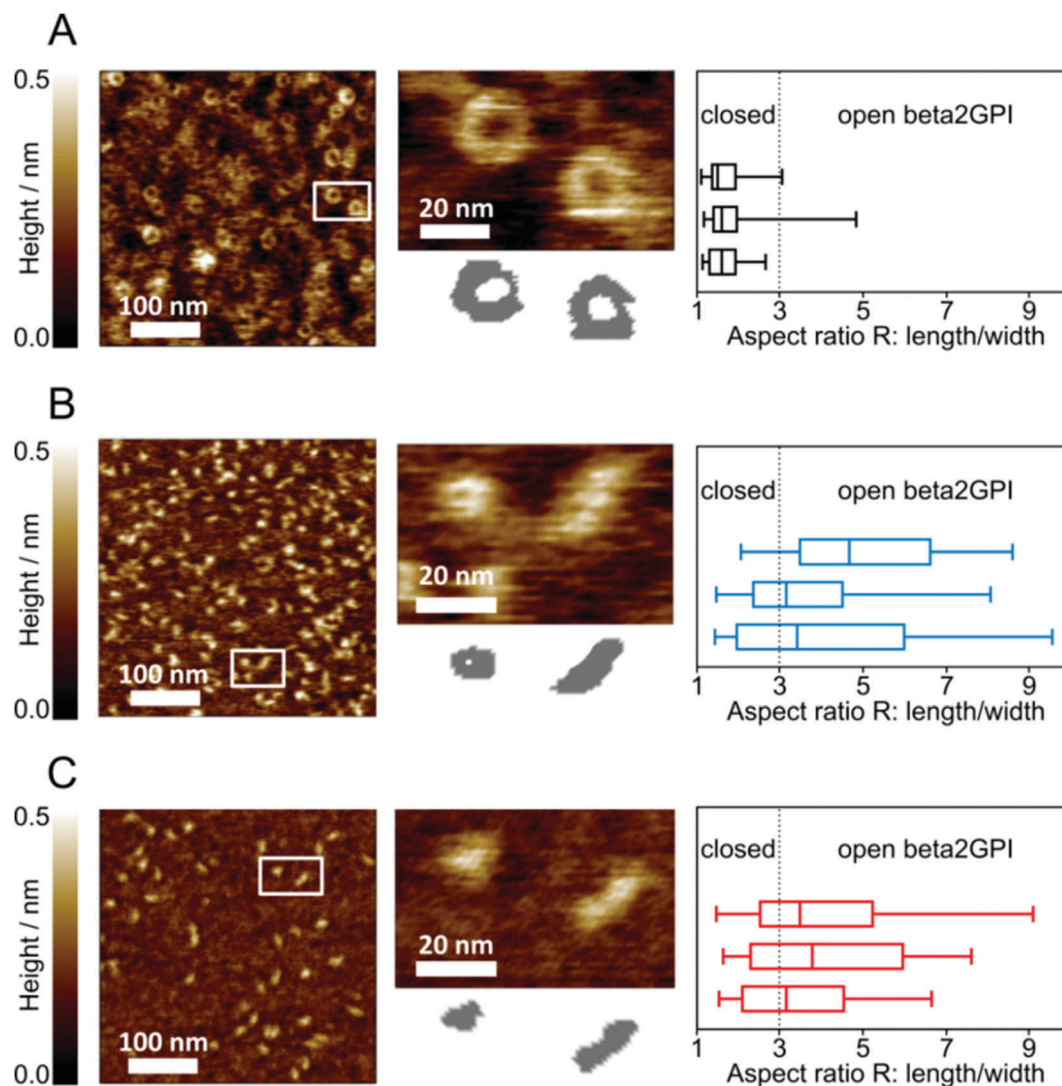 A
0.5
Height / nm
0.0
100 nm
20 nm
closed
open beta2GPI
1 3 5 7 9
Aspect ratio R: length/width
B
0.5
Height / nm
0.0
100 nm
20 nm
closed
open beta2GPI
1 3 5 7 9
Aspect ratio R: length/width
C
0.5
Height / nm
0.0
100 nm
20 nm
closed
open beta2GPI
1 3 5 7 9
Aspect ratio R: length/width